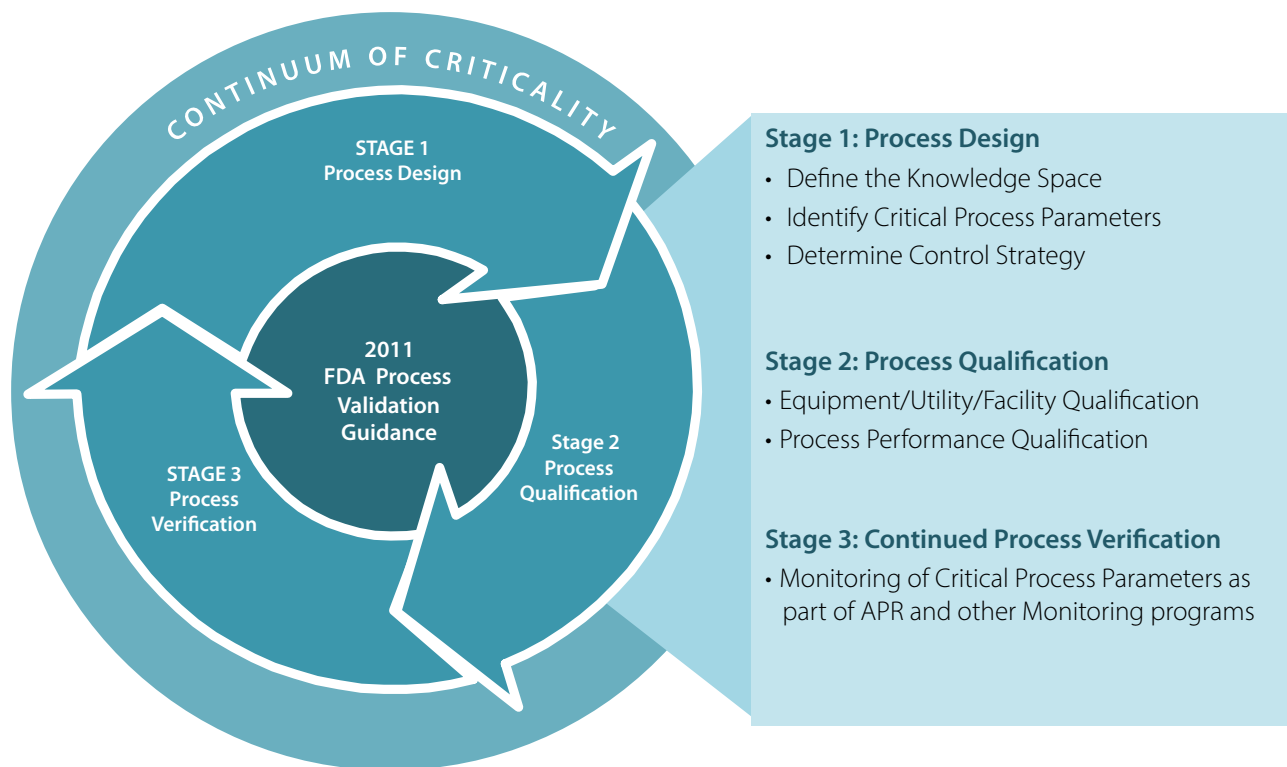 CONTINUUM OF CRITICALITY
STAGE 1
Process Design
2011
FDA Process
Validation
Guidance
Stage 2
Process
Qualification
STAGE 3
Process
Verification
Stage 1: Process Design
• Define the Knowledge Space
• Identify Critical Process Parameters
• Determine Control Strategy
Stage 2: Process Qualification
• Equipment/Utility/Facility Qualification
• Process Performance Qualification
Stage 3: Continued Process Verification
• Monitoring of Critical Process Parameters as
part of APR and other Monitoring programs